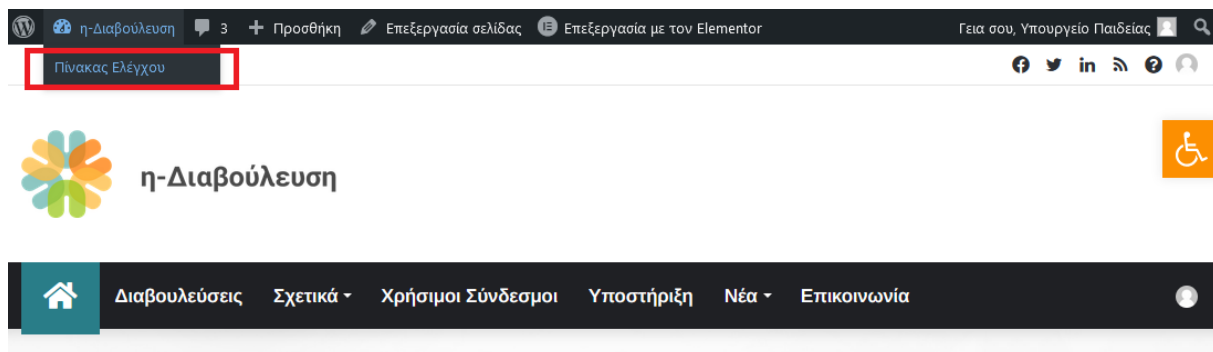 η-Διαβούλευση 3 + Προσθήκη Επεξεργασία σελίδας Επεξεργασία με τον Elementor Γεια σου, Υπουργείο Παιδείας
Πίνακας Ελέγχου
η-Διαβούλευση
Διαβουλεύσεις Σχετικά Χρήσιμοι Σύνδεσμοι Υποστήριξη Νέα Επικοινωνία